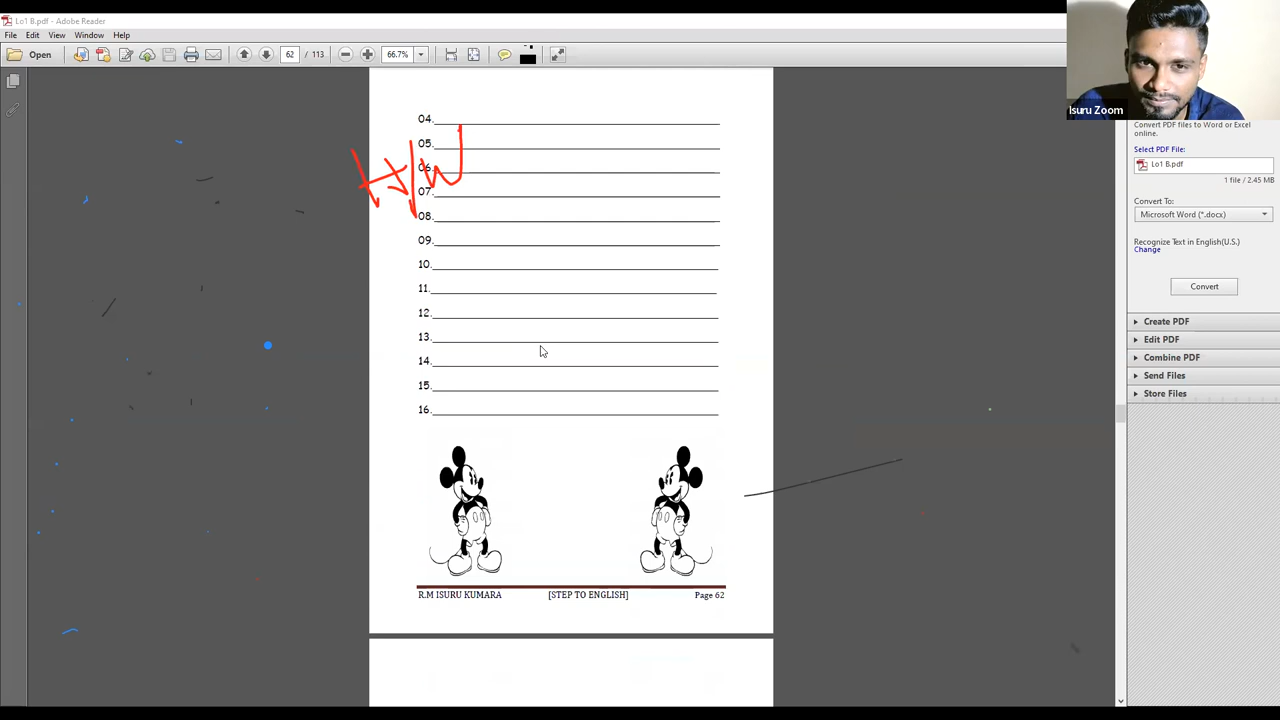 Lo1 B.pdf - Adobe Reader
File Edit View Window Help
Open 62 / 113 66.7%
Isuru Zoom
Convert PDF files to Word or Excel
online.
Select PDF File:
Lo1 B.pdf
1 file / 2.45 MB
Convert To:
Microsoft Word (*.docx)
Recognize Text in English(U.S.)
Change
Convert
Create PDF
Edit PDF
Combine PDF
Send Files
Store Files
04.
05.
06.
07.
08.
09.
10.
11.
12.
13.
14.
15.
16.
H/W
R.M ISURU KUMARA [STEP TO ENGLISH] Page 62